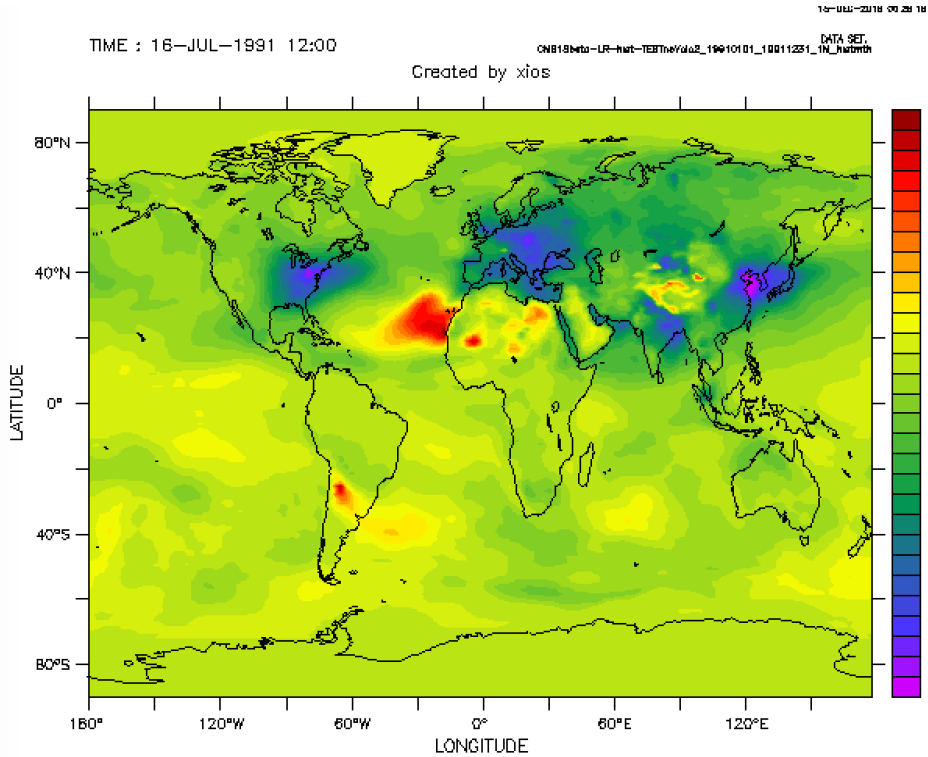 TIME : 16-JUL-1991 12:00
DATA SET:
Created by xios
80°N
40°N
0°
40°S
80°S
LATITUDE
160°
120°W
60°W
0°
60°E
120°E
LONGITUDE